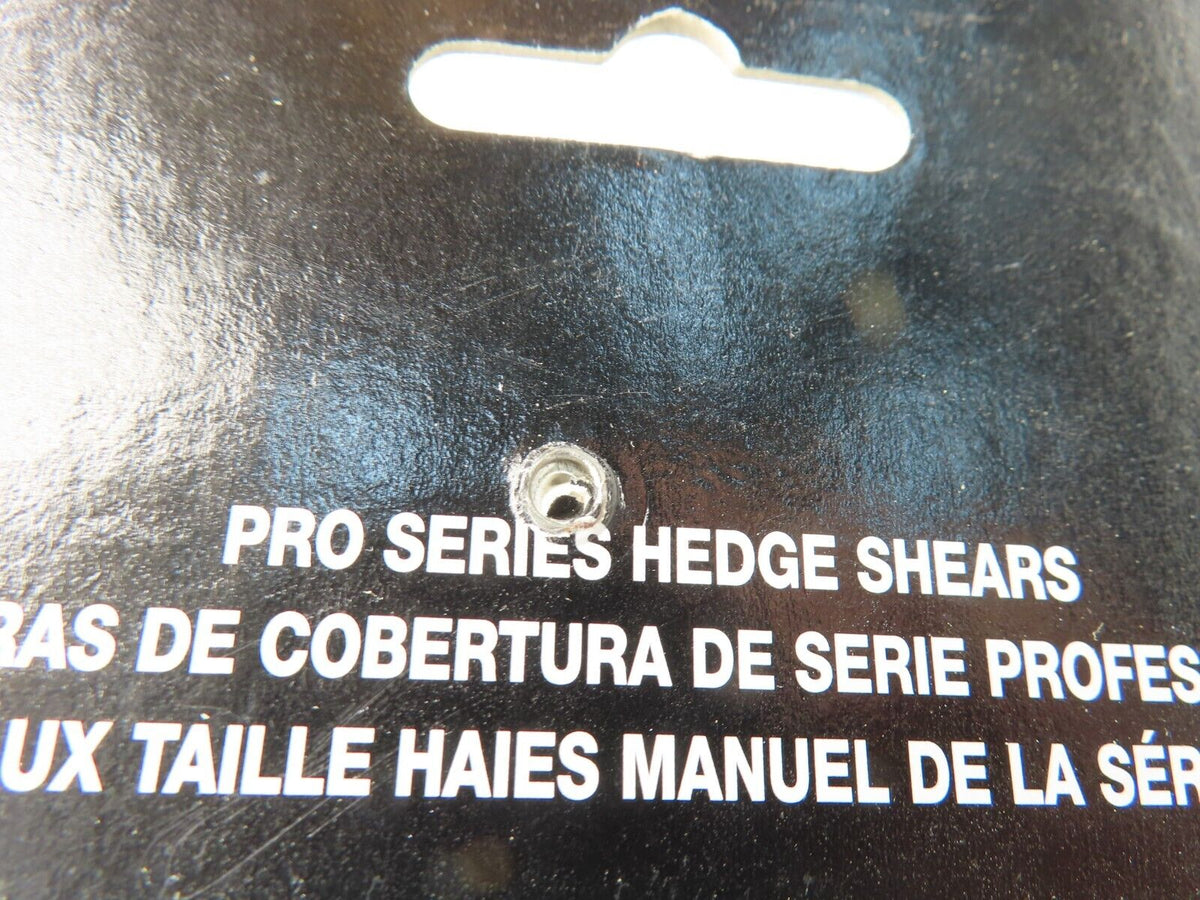 PRO SERIES HEDGE SHEARS
RAS DE COBERTURA DE SERIE PROFES
UX TAILLE HAIES MANUEL DE LA SÉR